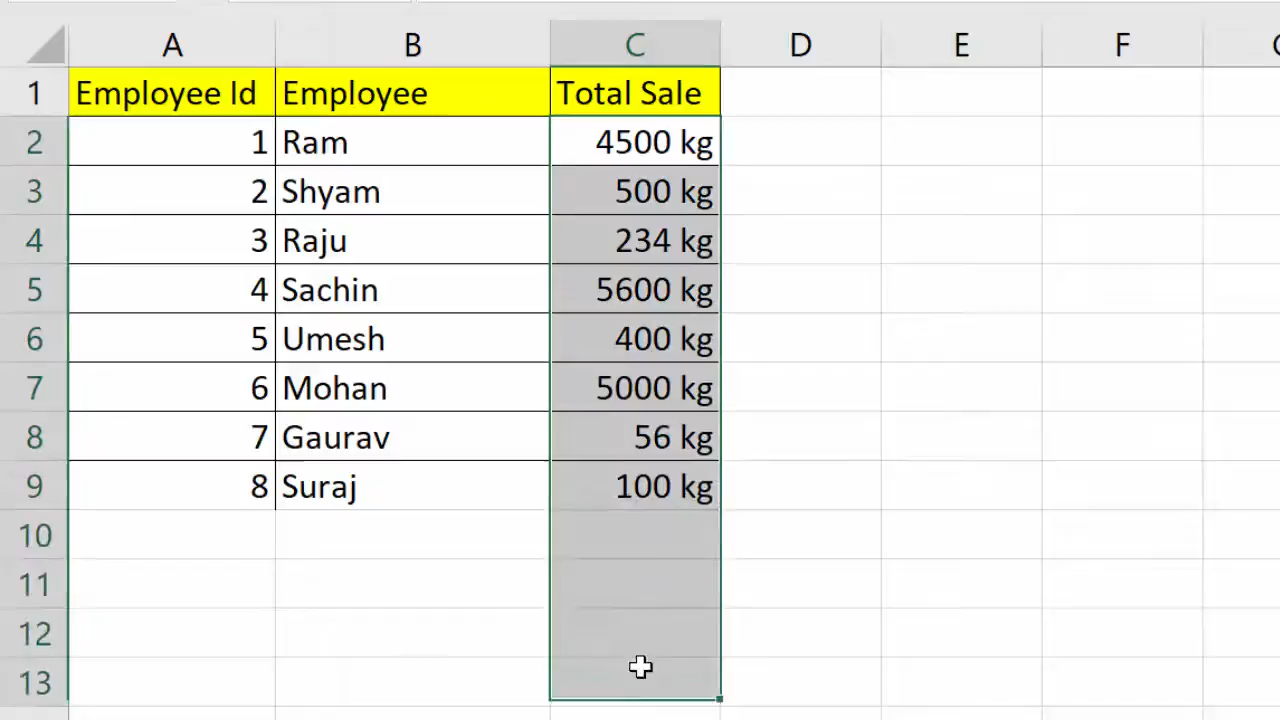 A B C D E F
1 Employee Id Employee Total Sale
2 1 Ram 4500 kg
3 2 Shyam 500 kg
4 3 Raju 234 kg
5 4 Sachin 5600 kg
6 5 Umesh 400 kg
7 6 Mohan 5000 kg
8 7 Gaurav 56 kg
9 8 Suraj 100 kg
10
11
12
13